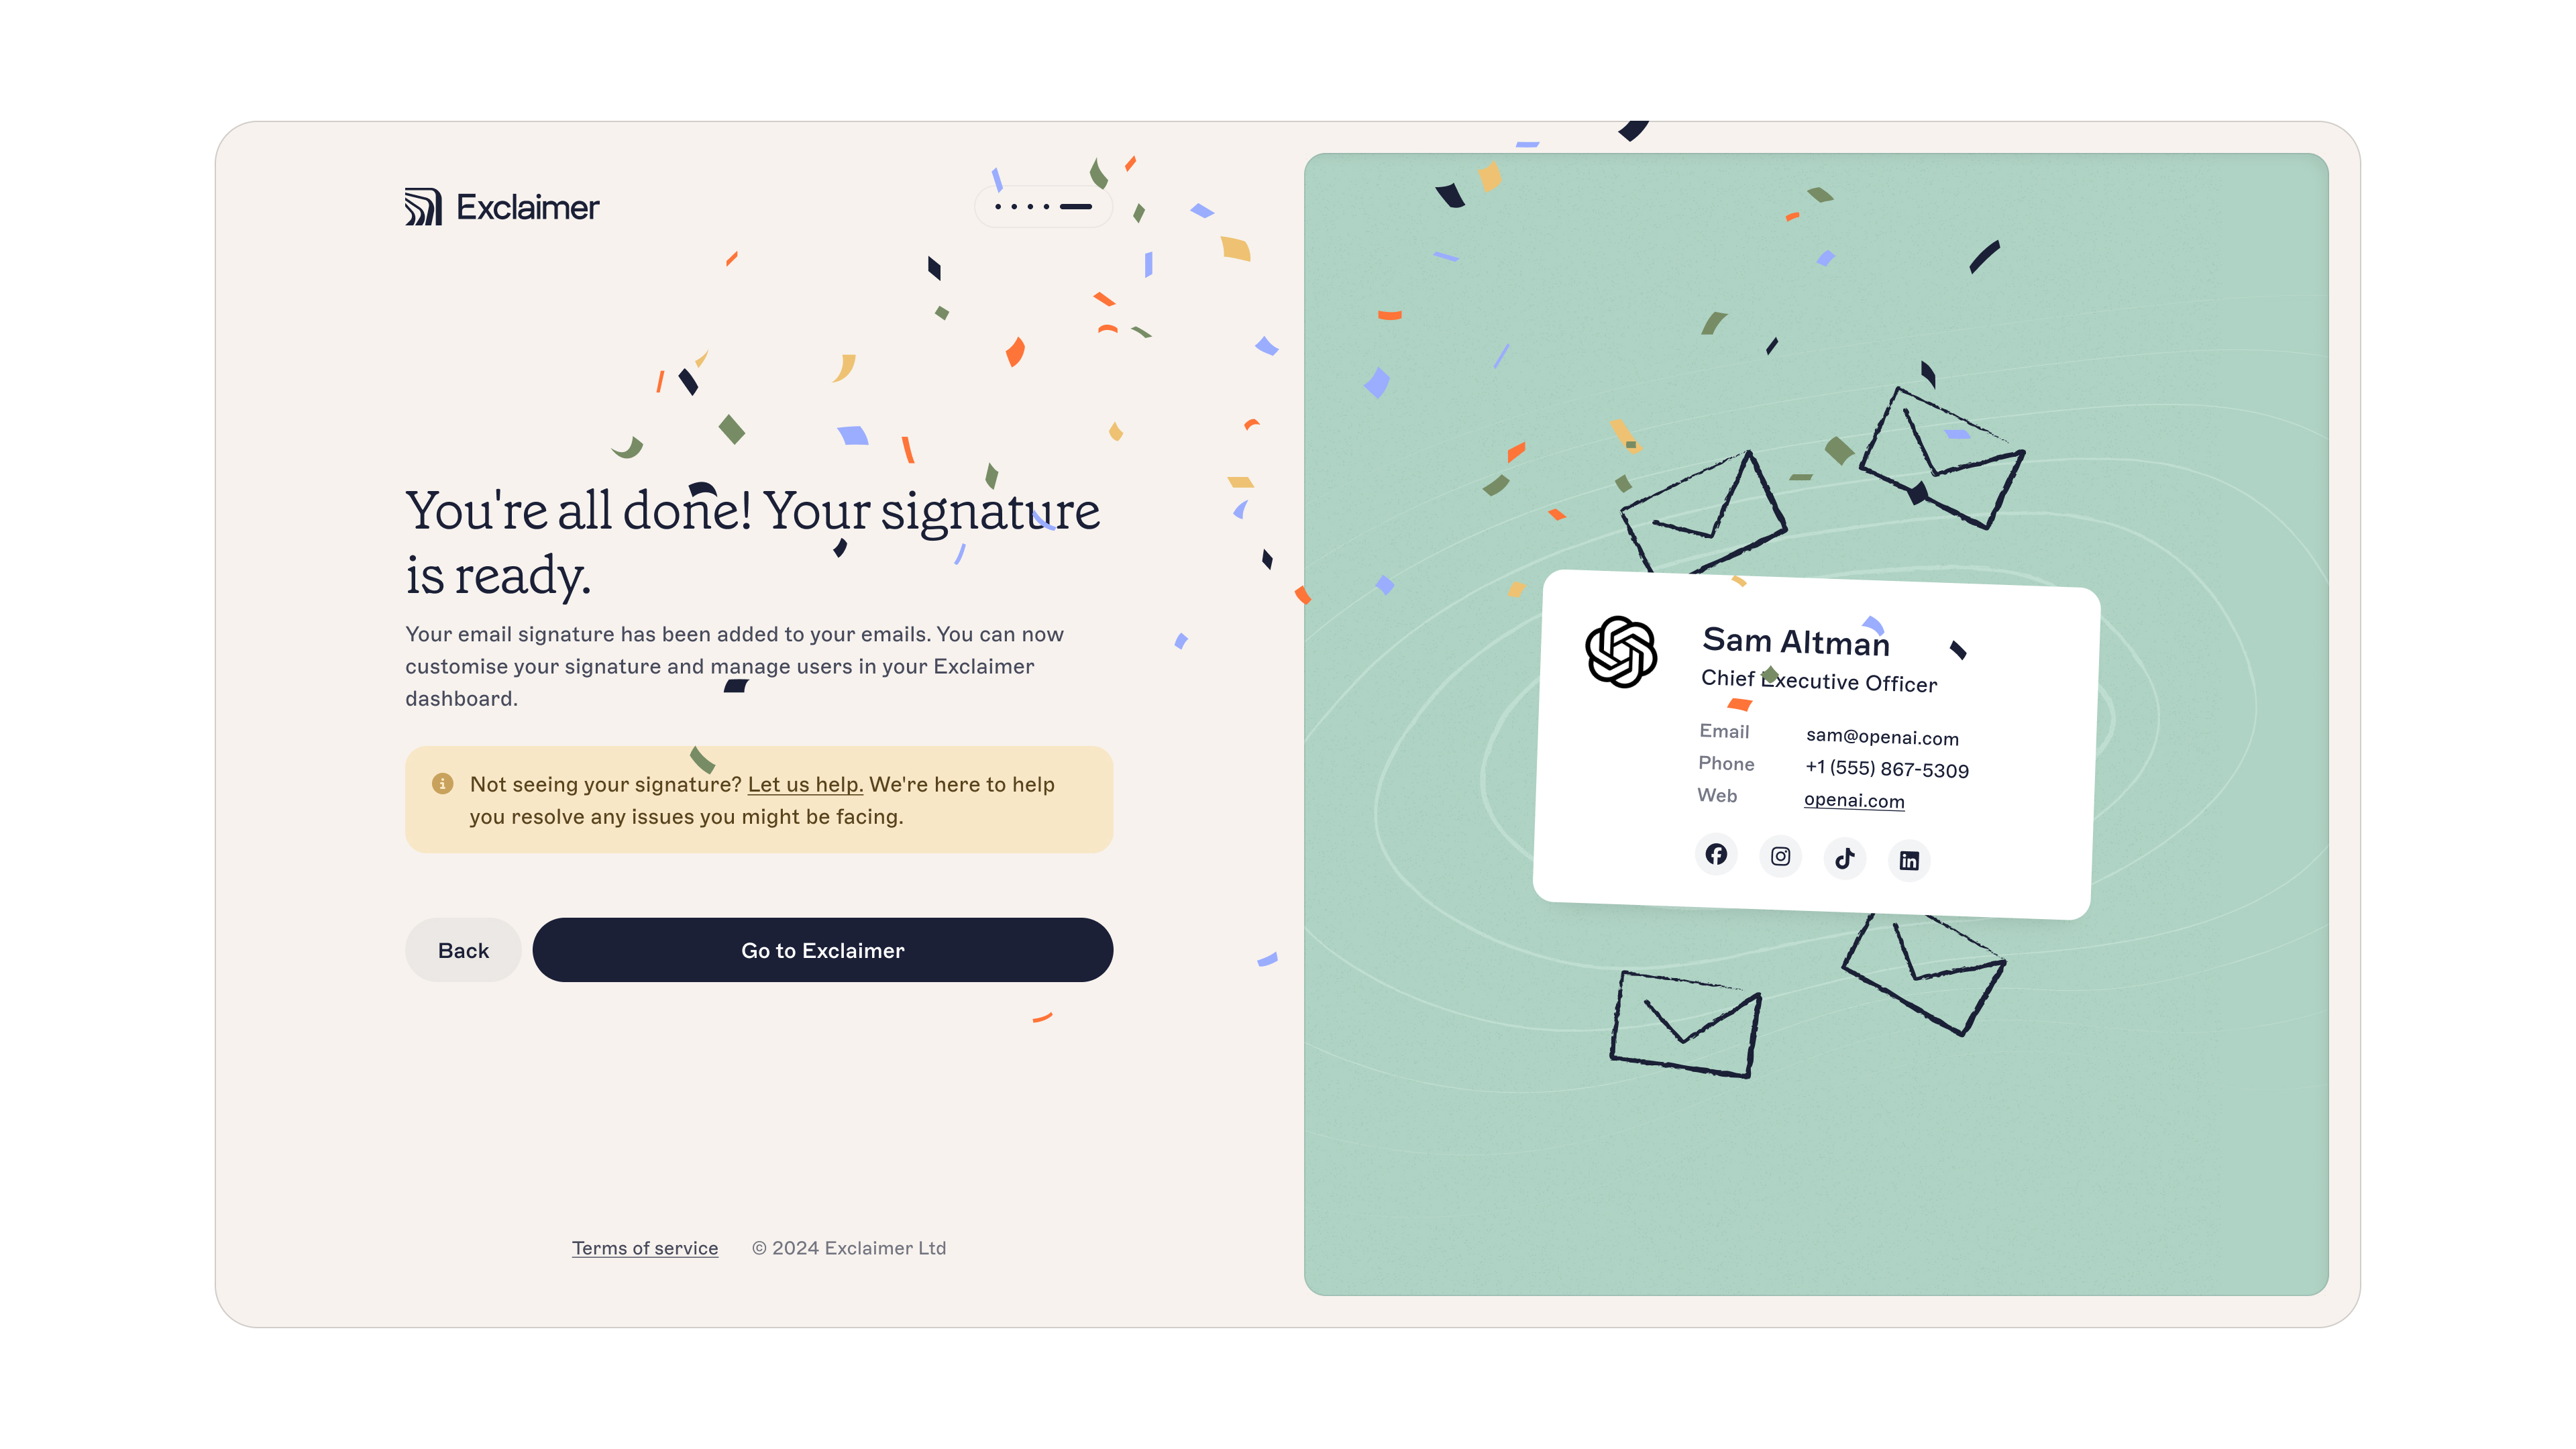 Exclaimer
You're all done! Your signature
is ready.
Your email signature has been added to your emails. You can now
customise your signature and manage users in your Exclaimer
dashboard.
Not seeing your signature? Let us help. We're here to help
you resolve any issues you might be facing.
Back
Go to Exclaimer
Terms of service
© 2024 Exclaimer Ltd
Sam Altman
Chief Executive Officer
Email sam@openai.com
Phone +1 (555) 867-5309
Web openai.com